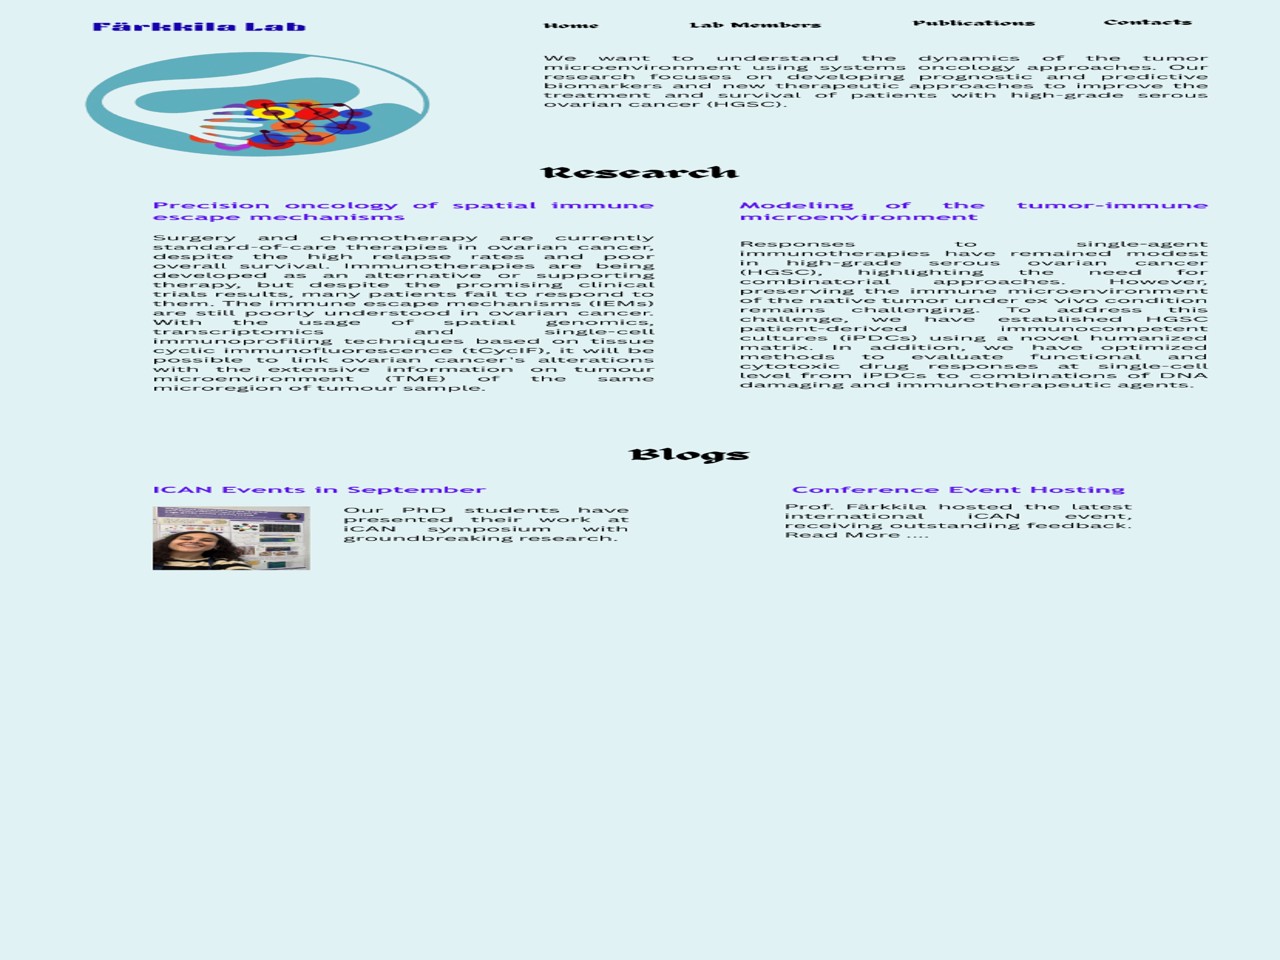 Färkkila Lab
Home
Lab Members
Publications
Contacts
We want to understand the dynamics of the tumor
microenvironment using systems oncology approaches. Our
research focuses on developing prognostic and predictive
biomarkers and new therapeutic approaches to improve the
treatment and survival of patients with high-grade serous
ovarian cancer (HGSC).
Research
Precision oncology of spatial immune
escape mechanisms
Surgery and chemotherapy are currently
standard-of-care therapies in ovarian cancer,
despite the high relapse rates and poor
overall survival. Immunotherapies are being
developed as an alternative or supporting
therapy, but despite the promising clinical
trials results, many patients fail to respond to
them. The immune escape mechanisms (IEMs)
are still poorly understood in ovarian cancer.
With the usage of spatial genomics,
transcriptomics and single-cell
immunoprofiling techniques based on tissue
cyclic immunofluorescence (tCycIF), it will be
possible to link ovarian cancer's alterations
with the extensive information on tumour
microenvironment (TME) of the same
microregion of tumour sample.
Modeling of the tumor-immune
microenvironment
Responses to single-agent
immunotherapies have remained modest
in high-grade serous ovarian cancer
(HGSC), highlighting the need for
combinatorial approaches. However,
preserving the immune microenvironment
of the native tumor under ex vivo condition
remains challenging. To address this
challenge, we have established HGSC
patient-derived immunocompetent
cultures (iPDCs) using a novel humanized
matrix. In addition, we have optimized
methods to evaluate functional and
cytotoxic drug responses at single-cell
level from iPDCs to combinations of DNA
damaging and immunotherapeutic agents.
Blogs
ICAN Events in September
Our PhD students have
presented their work at
iCAN symposium with
groundbreaking research.
Conference Event Hosting
Prof. Färkkila hosted the latest
international iCAN event,
receiving outstanding feedback.
Read More ....